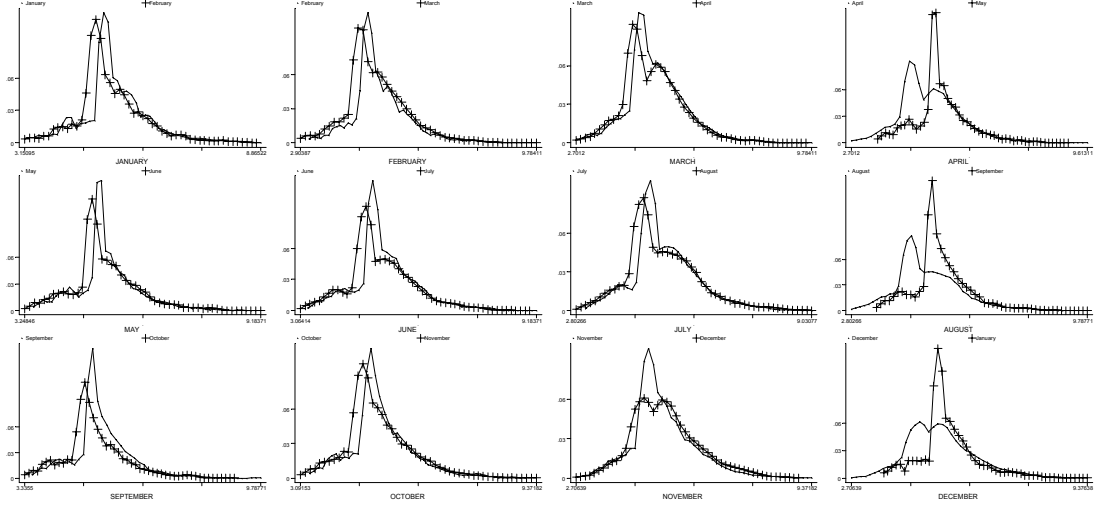 January February
February March
March April
April May
.06
.06
.06
.06
.03
.03
.03
.03
0
0
0
0
3.15095 8.86522
2.90387 9.78411
2.7012 9.78411
2.7012 9.61311
JANUARY
FEBRUARY
MARCH
APRIL
May June
June July
July August
August September
.06
.06
.06
.06
.03
.03
.03
.03
0
0
0
0
3.24846 9.18371
3.06414 9.18371
2.80266 9.03077
2.80266 9.78771
MAY
JUNE
JULY
AUGUST
September October
October November
November December
December January
.06
.06
.06
.06
.03
.03
.03
.03
0
0
0
0
3.3355 9.78771
3.09153 9.37182
2.70639 9.37182
2.70639 9.37638
SEPTEMBER
OCTOBER
NOVEMBER
DECEMBER